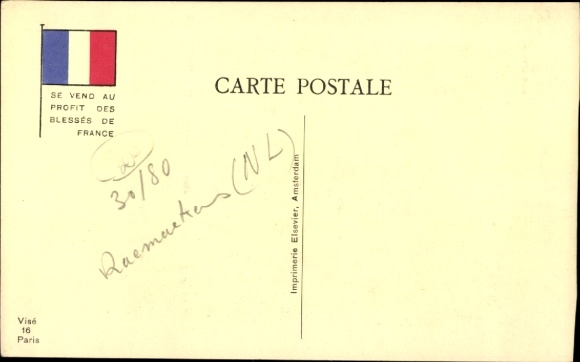 SE VEND AU
PROFIT DES
BLESSÉS DE
FRANCE
CARTE POSTALE
30/80
Raemaekers (NL)
Imprimerie Elsevier, Amsterdam
Visé
16
Paris